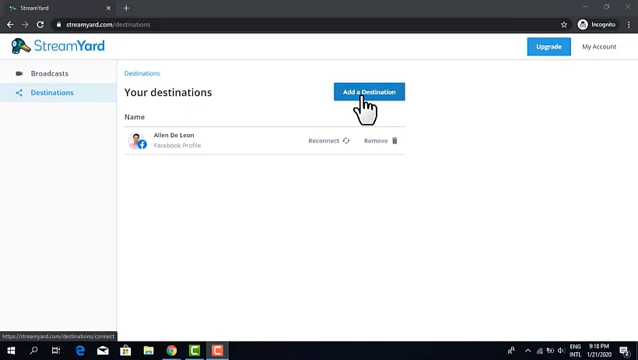 StreamYard
streamyard.com/destinations
Incognito
StreamYard
Upgrade
My Account
Broadcasts
Destinations
Destinations
Your destinations
Add a Destination
Name
Allen De Leon
Facebook Profile
Reconnect
Remove
https://streamyard.com/destinations/connect
ENG
INTL
9:18 PM
1/21/2020